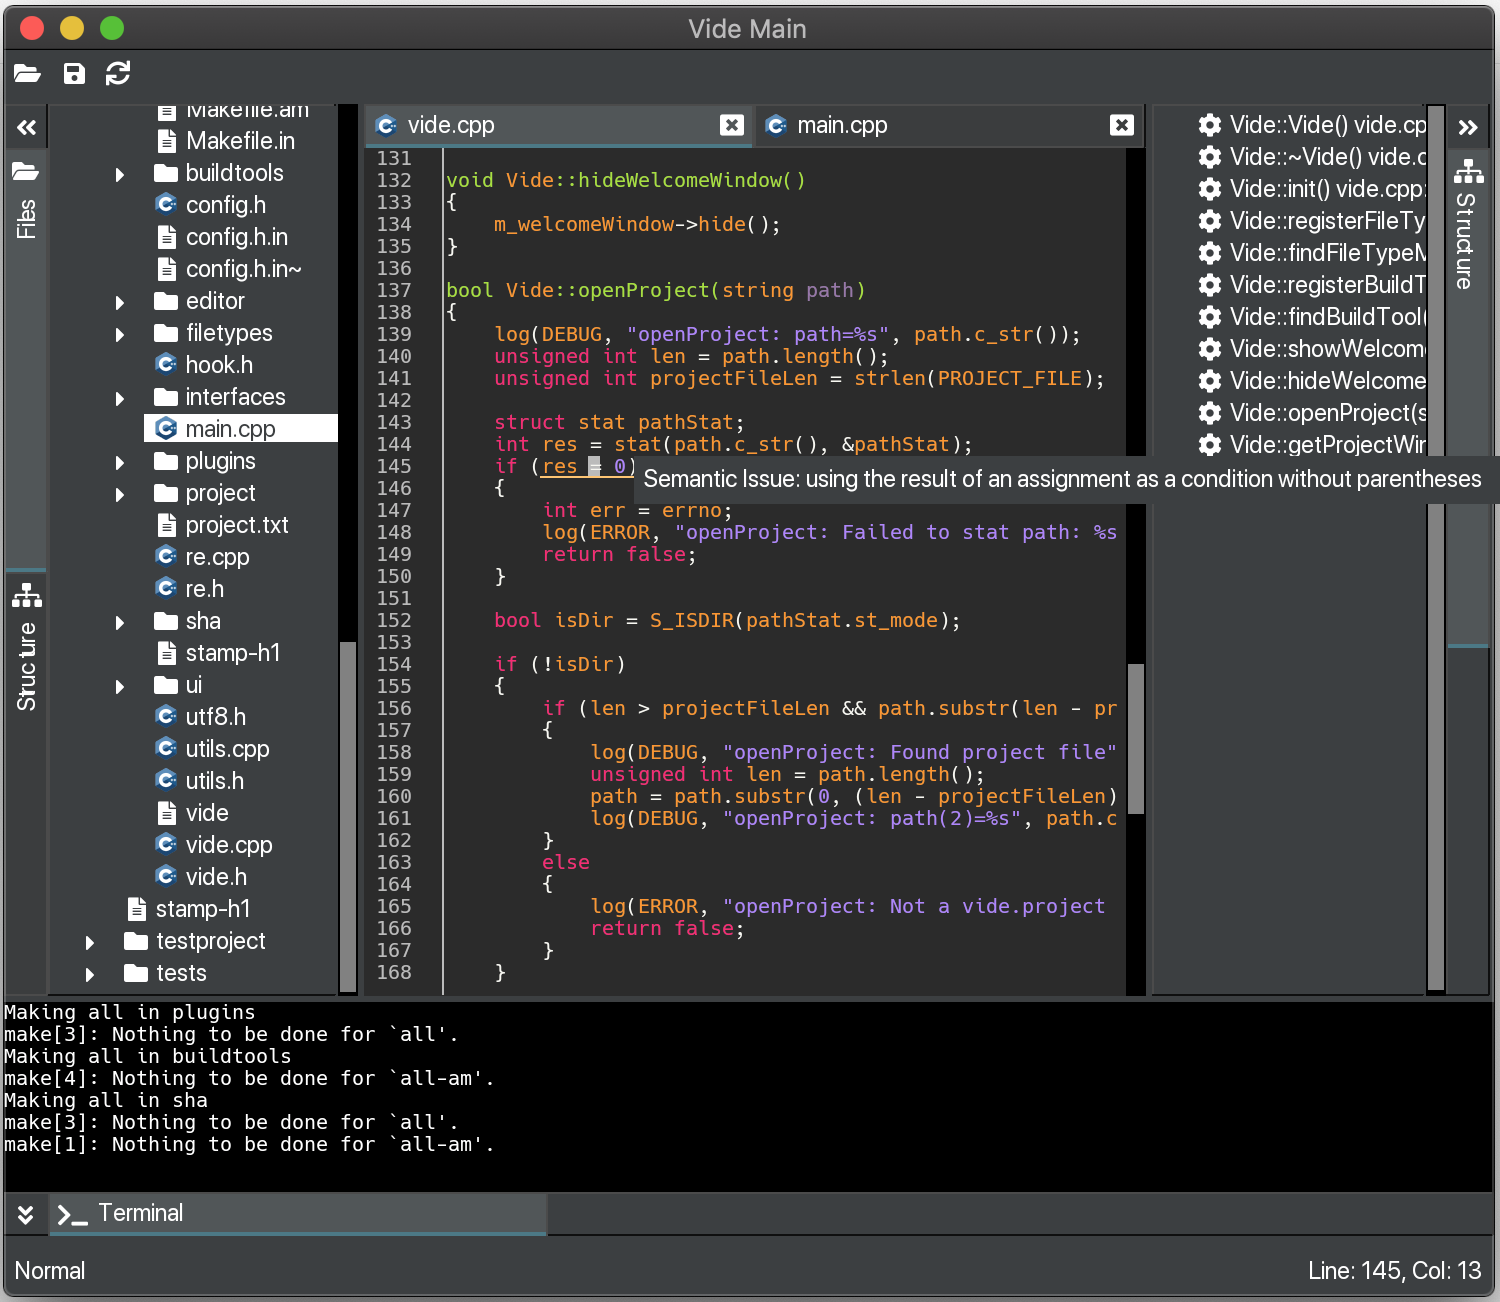 Vide Main
Files
Structure
Makefile.am
Makefile.in
buildtools
config.h
config.h.in
config.h.in~
editor
filetypes
hook.h
interfaces
main.cpp
plugins
project
project.txt
re.cpp
re.h
sha
stamp-h1
ui
utf8.h
utils.cpp
utils.h
vide
vide.cpp
vide.h
stamp-h1
testproject
tests
vide.cpp
main.cpp
131
132 void Vide::hideWelcomeWindow()
133 {
134     m_welcomeWindow->hide();
135 }
136
137 bool Vide::openProject(string path)
138 {
139     log(DEBUG, "openProject: path=%s", path.c_str());
140     unsigned int len = path.length();
141     unsigned int projectFileLen = strlen(PROJECT_FILE);
142
143     struct stat pathStat;
144     int res = stat(path.c_str(), &pathStat);
145     if (res = 0)
Semantic Issue: using the result of an assignment as a condition without parentheses
146     {
147         int err = errno;
148         log(ERROR, "openProject: Failed to stat path: %s
149         return false;
150     }
151
152     bool isDir = S_ISDIR(pathStat.st_mode);
153
154     if (!isDir)
155     {
156         if (len > projectFileLen && path.substr(len - pr
157         {
158             log(DEBUG, "openProject: Found project file"
159             unsigned int len = path.length();
160             path = path.substr(0, (len - projectFileLen)
161             log(DEBUG, "openProject: path(2)=%s", path.c
162         }
163         else
164         {
165             log(ERROR, "openProject: Not a vide.project
166             return false;
167         }
168     }
Vide::Vide() vide.cp
Vide::~Vide() vide.c
Vide::init() vide.cpp:
Vide::registerFileTy
Vide::findFileTypeM
Vide::registerBuildT
Vide::findBuildTool(
Vide::showWelcome
Vide::hideWelcome
Vide::openProject(s
Vide::getProjectWin
Structure
Making all in plugins
make[3]: Nothing to be done for `all'.
Making all in buildtools
make[4]: Nothing to be done for `all-am'.
Making all in sha
make[3]: Nothing to be done for `all'.
make[1]: Nothing to be done for `all-am'.
Terminal
Normal
Line: 145, Col: 13